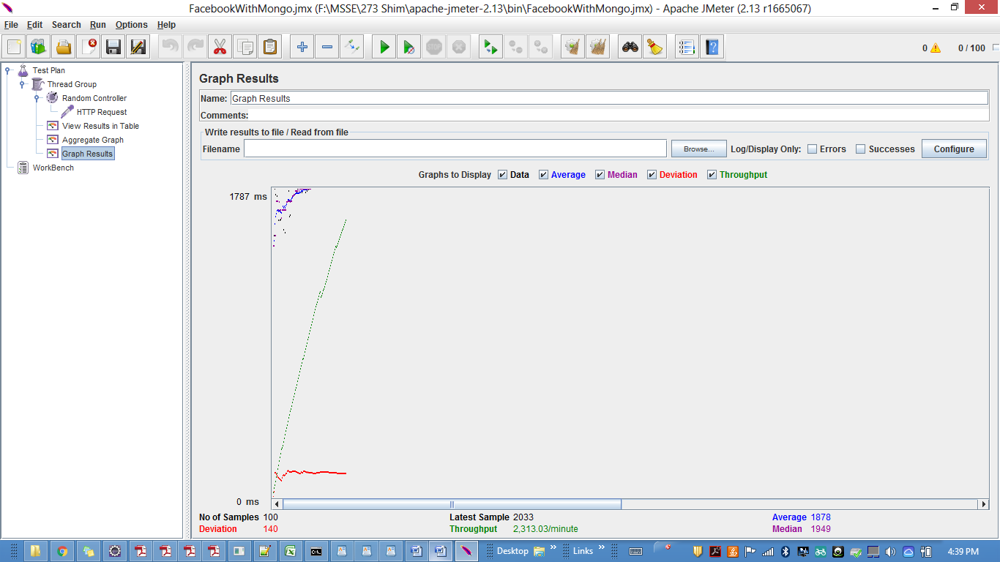 FacebookWithMongo.jmx (F:\MSSE\273 Shim\apache-jmeter-2.13\bin\FacebookWithMongo.jmx) - Apache JMeter (2.13 r1665067)
File Edit Search Run Options Help
STOP
0 0 / 100
Test Plan
Thread Group
Random Controller
HTTP Request
View Results in Table
Aggregate Graph
Graph Results
WorkBench
Graph Results
Name: Graph Results
Comments:
Write results to file / Read from file
Filename Browse... Log/Display Only: Errors Successes Configure
Graphs to Display Data Average Median Deviation Throughput
1787 ms
0 ms
No of Samples 100 Latest Sample 2033 Average 1878
Deviation 140 Throughput 2,313.03/minute Median 1949
Desktop » Links » 4:39 PM